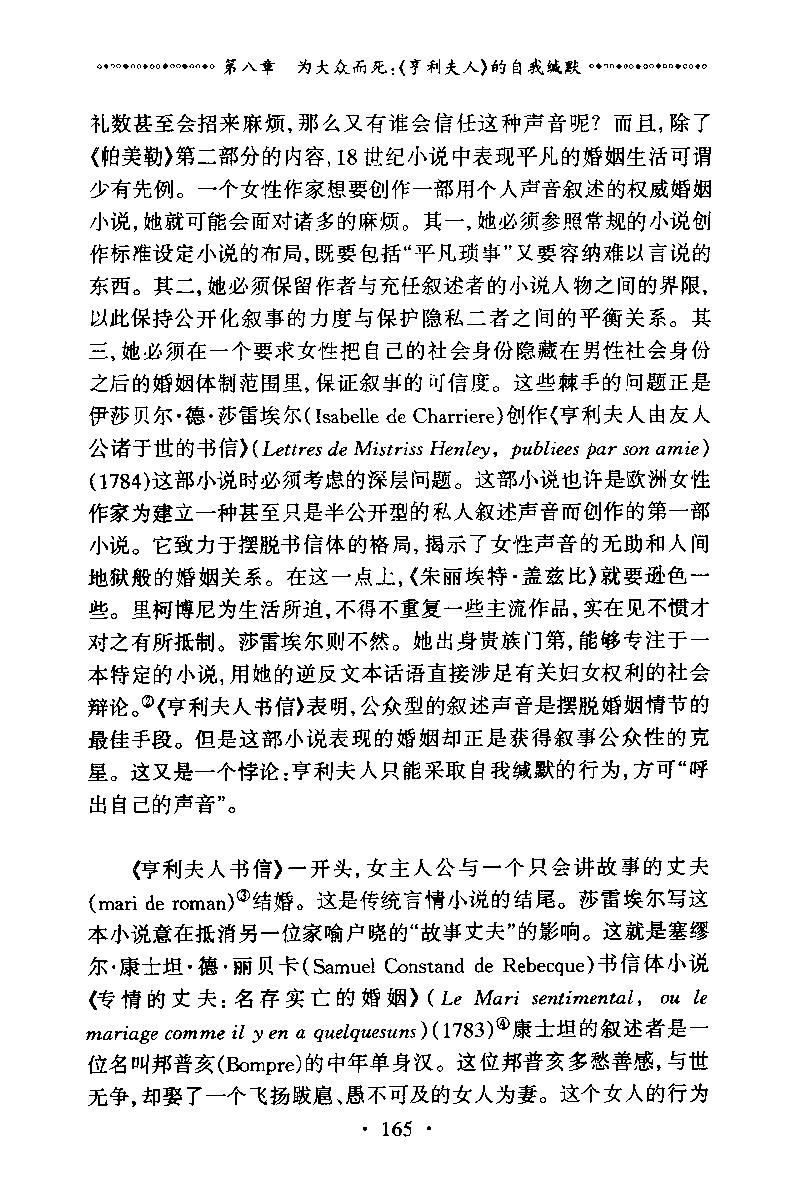 第八章 为大众而死:《亨利夫人》的自我缄默
礼数甚至会招来麻烦,那么又有谁会信任这种声音呢?而且,除了
《帕美勒》第二部分的内容,18世纪小说中表现平凡的婚姻生活可谓
少有先例。一个女性作家想要创作一部用个人声音叙述的权威婚姻
小说,她就可能会面对诸多的麻烦。其一,她必须参照常规的小说创
作标准设定小说的布局,既要包括“平凡琐事”又要容纳难以言说的
东西。其二,她必须保留作者与充任叙述者的小说人物之间的界限,
以此保持公开化叙事的力度与保护隐私二者之间的平衡关系。其
三,她必须在一个要求女性把自己的社会身份隐藏在男性社会身份
之后的婚姻体制范围里,保证叙事的可信度。这些棘手的问题正是
伊莎贝尔·德·莎雷埃尔(Isabelle de Charriere)创作《亨利夫人由友人
公诸于世的书信》(Lettres de Mistriss Henley, publiees par son amie)
(1784)这部小说时必须考虑的深层问题。这部小说也许是欧洲女性
作家为建立一种甚至只是半公开型的私人叙述声音而创作的第一部
小说。它致力于摆脱书信体的格局,揭示了女性声音的无助和人间
地狱般的婚姻关系。在这一点上,《朱丽埃特·盖兹比》就要逊色一
些。里柯博尼为生活所迫,不得不重复一些主流作品,实在见不惯才
对之有所抵制。莎雷埃尔则不然。她出身贵族门第,能够专注于一
本特定的小说,用她的逆反文本话语直接涉足有关妇女权利的社会
辩论。②《亨利夫人书信》表明,公众型的叙述声音是摆脱婚姻情节的
最佳手段。但是这部小说表现的婚姻却正是获得叙事公众性的克
星。这又是一个悖论:亨利夫人只能采取自我缄默的行为,方可“呼
出自己的声音”。
《亨利夫人书信》一开头,女主人公与一个只会讲故事的丈夫
(mari de roman)③结婚。这是传统言情小说的结尾。莎雷埃尔写这
本小说意在抵消另一位家喻户晓的“故事丈夫”的影响。这就是塞缪
尔·康士坦·德·丽贝卡(Samuel Constand de Rebecque)书信体小说
《专情的丈夫:名存实亡的婚姻》(Le Mari sentimental, ou le
mariage comme il y en a quelquesuns)(1783)④康士坦的叙述者是一
位名叫邦普亥(Bompre)的中年单身汉。这位邦普亥多愁善感,与世
无争,却娶了一个飞扬跋扈、愚不可及的女人为妻。这个女人的行为
· 165 ·